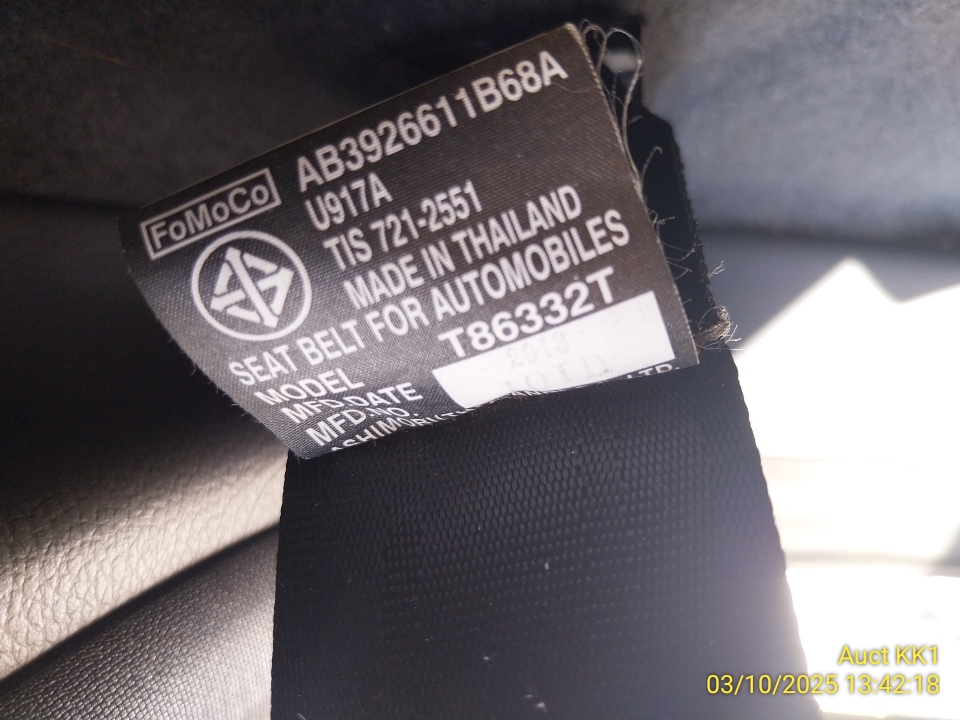 FoMoCo
AB3926611B68A
U917A
TIS 721-2551
MADE IN THAILAND
SEAT BELT FOR AUTOMOBILES
MODEL T86332T
MFD.DATE 2013
MFD.NO.
LTD.
Auct KK1
03/10/2025 13:42:18